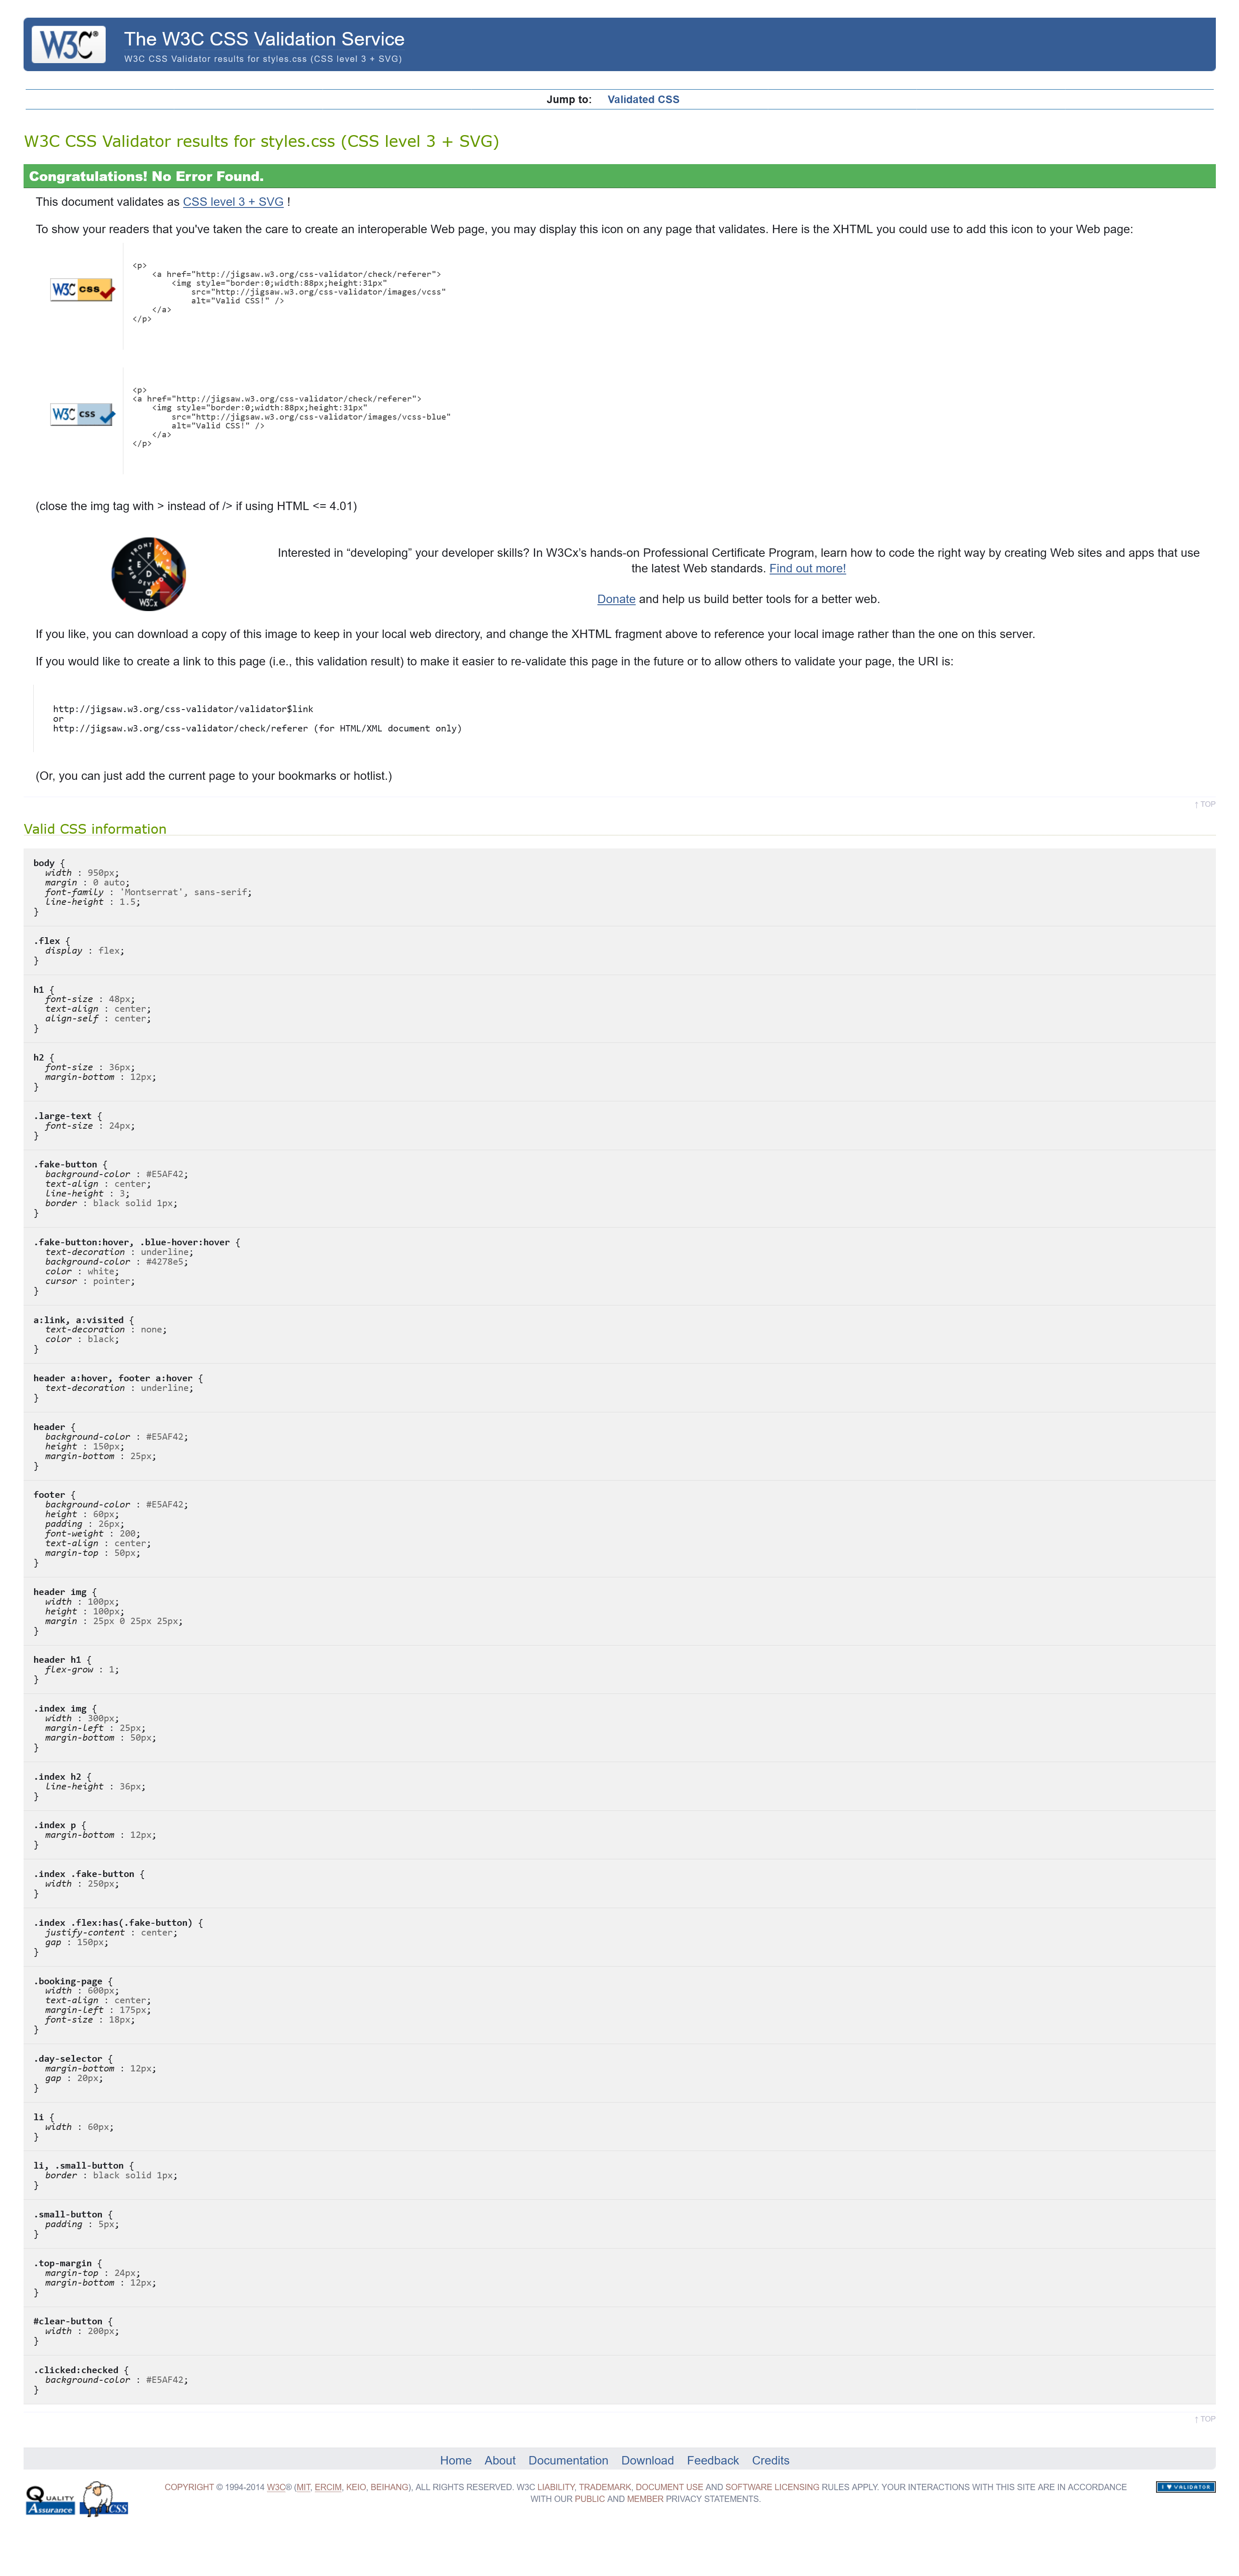 W3C®
The W3C CSS Validation Service
W3C CSS Validator results for styles.css (CSS level 3 + SVG)
Jump to: Validated CSS
W3C CSS Validator results for styles.css (CSS level 3 + SVG)
Congratulations! No Error Found.
This document validates as CSS level 3 + SVG !
To show your readers that you've taken the care to create an interoperable Web page, you may display this icon on any page that validates. Here is the XHTML you could use to add this icon to your Web page:
W3C css
<p>
    <a href="http://jigsaw.w3.org/css-validator/check/referer">
        <img style="border:0;width:88px;height:31px"
            src="http://jigsaw.w3.org/css-validator/images/vcss"
            alt="Valid CSS!" />
    </a>
</p>
W3C css
<p>
<a href="http://jigsaw.w3.org/css-validator/check/referer">
    <img style="border:0;width:88px;height:31px"
        src="http://jigsaw.w3.org/css-validator/images/vcss-blue"
        alt="Valid CSS!" />
    </a>
</p>
(close the img tag with > instead of /> if using HTML <= 4.01)
FRONT END
F E W D
WEB DEVELOP
W3Cx
Interested in “developing” your developer skills? In W3Cx’s hands-on Professional Certificate Program, learn how to code the right way by creating Web sites and apps that use
the latest Web standards. Find out more!
Donate and help us build better tools for a better web.
If you like, you can download a copy of this image to keep in your local web directory, and change the XHTML fragment above to reference your local image rather than the one on this server.
If you would like to create a link to this page (i.e., this validation result) to make it easier to re-validate this page in the future or to allow others to validate your page, the URI is:
http://jigsaw.w3.org/css-validator/validator$link
or
http://jigsaw.w3.org/css-validator/check/referer (for HTML/XML document only)
(Or, you can just add the current page to your bookmarks or hotlist.)
↑ TOP
Valid CSS information
body {
width : 950px;
margin : 0 auto;
font-family : 'Montserrat', sans-serif;
line-height : 1.5;
}
.flex {
display : flex;
}
h1 {
font-size : 48px;
text-align : center;
align-self : center;
}
h2 {
font-size : 36px;
margin-bottom : 12px;
}
.large-text {
font-size : 24px;
}
.fake-button {
background-color : #E5AF42;
text-align : center;
line-height : 3;
border : black solid 1px;
}
.fake-button:hover, .blue-hover:hover {
text-decoration : underline;
background-color : #4278e5;
color : white;
cursor : pointer;
}
a:link, a:visited {
text-decoration : none;
color : black;
}
header a:hover, footer a:hover {
text-decoration : underline;
}
header {
background-color : #E5AF42;
height : 150px;
margin-bottom : 25px;
}
footer {
background-color : #E5AF42;
height : 60px;
padding : 26px;
font-weight : 200;
text-align : center;
margin-top : 50px;
}
header img {
width : 100px;
height : 100px;
margin : 25px 0 25px 25px;
}
header h1 {
flex-grow : 1;
}
.index img {
width : 300px;
margin-left : 25px;
margin-bottom : 50px;
}
.index h2 {
line-height : 36px;
}
.index p {
margin-bottom : 12px;
}
.index .fake-button {
width : 250px;
}
.index .flex:has(.fake-button) {
justify-content : center;
gap : 150px;
}
.booking-page {
width : 600px;
text-align : center;
margin-left : 175px;
font-size : 18px;
}
.day-selector {
margin-bottom : 12px;
gap : 20px;
}
li {
width : 60px;
}
li, .small-button {
border : black solid 1px;
}
.small-button {
padding : 5px;
}
.top-margin {
margin-top : 24px;
margin-bottom : 12px;
}
#clear-button {
width : 200px;
}
.clicked:checked {
background-color : #E5AF42;
}
↑ TOP
Home About Documentation Download Feedback Credits
QUALITY
Assurance
CSS
COPYRIGHT © 1994-2014 W3C® (MIT, ERCIM, KEIO, BEIHANG), ALL RIGHTS RESERVED. W3C LIABILITY, TRADEMARK, DOCUMENT USE AND SOFTWARE LICENSING RULES APPLY. YOUR INTERACTIONS WITH THIS SITE ARE IN ACCORDANCE
WITH OUR PUBLIC AND MEMBER PRIVACY STATEMENTS.
I ♥ VALIDATOR